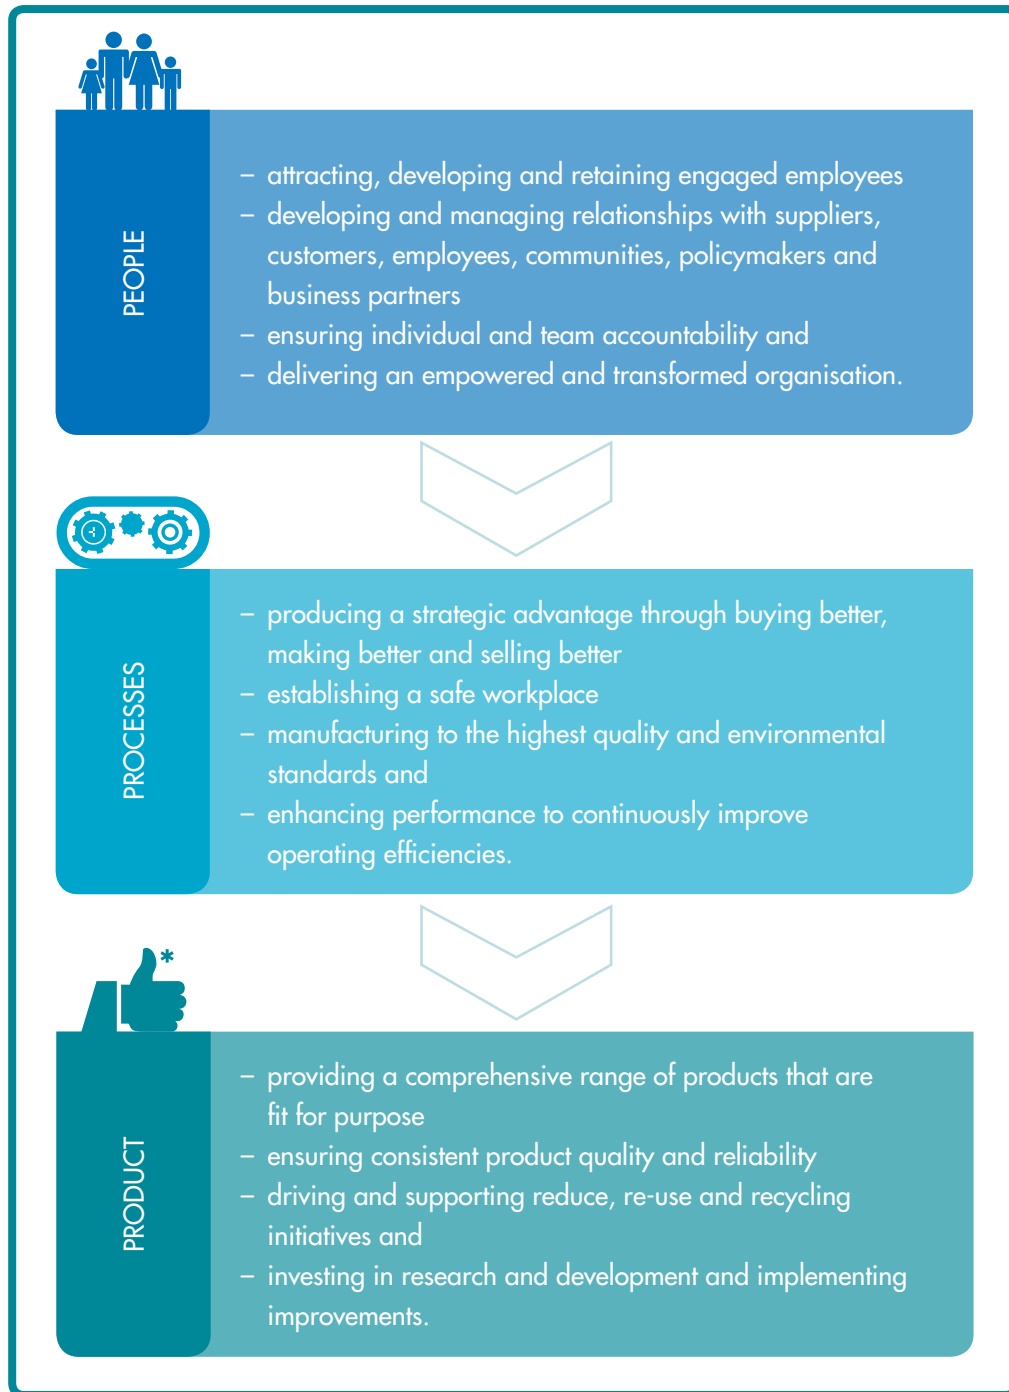 PEOPLE
– attracting, developing and retaining engaged employees
– developing and managing relationships with suppliers,
customers, employees, communities, policymakers and
business partners
– ensuring individual and team accountability and
– delivering an empowered and transformed organisation.
PROCESSES
– producing a strategic advantage through buying better,
making better and selling better
– establishing a safe workplace
– manufacturing to the highest quality and environmental
standards and
– enhancing performance to continuously improve
operating efficiencies.
*
PRODUCT
– providing a comprehensive range of products that are
fit for purpose
– ensuring consistent product quality and reliability
– driving and supporting reduce, re-use and recycling
initiatives and
– investing in research and development and implementing
improvements.